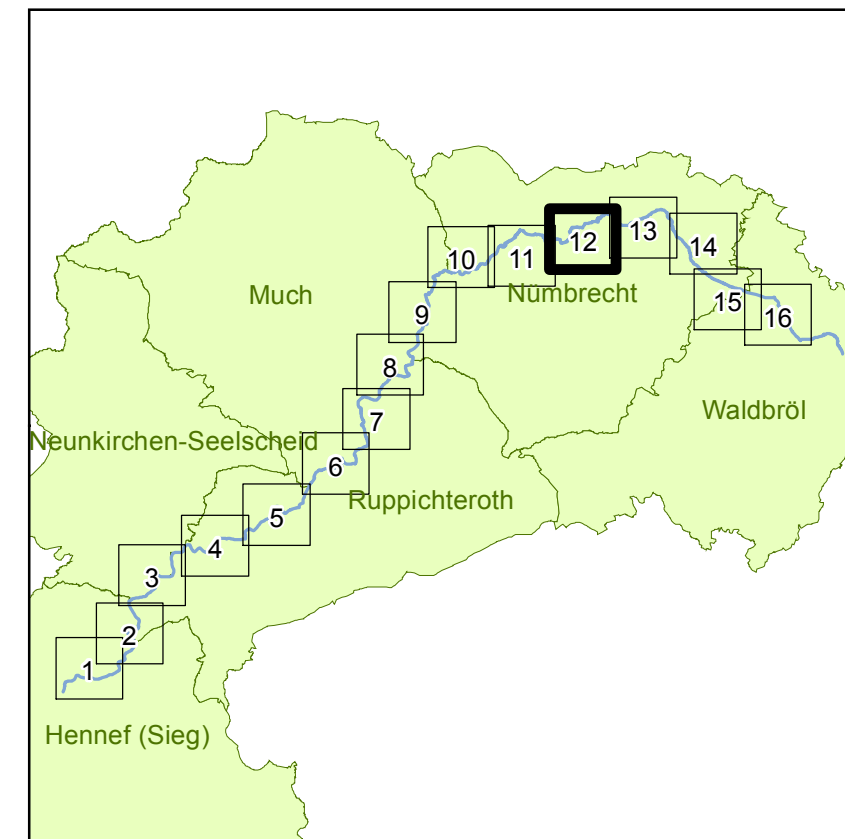 10
11
12
13
14
Much
Nümbrecht
15
16
9
8
Waldbröl
7
Neunkirchen-Seelscheid
6
Ruppichteroth
5
4
3
2
1
Hennef (Sieg)